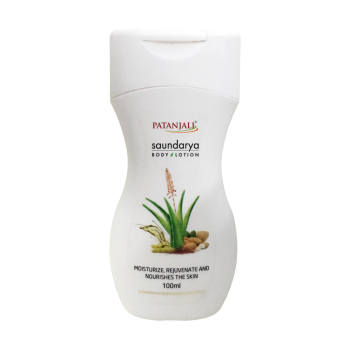 PATANJALI®
saundarya
BODY LOTION
MOISTURIZE, REJUVENATE AND
NOURISHES THE SKIN
100ml